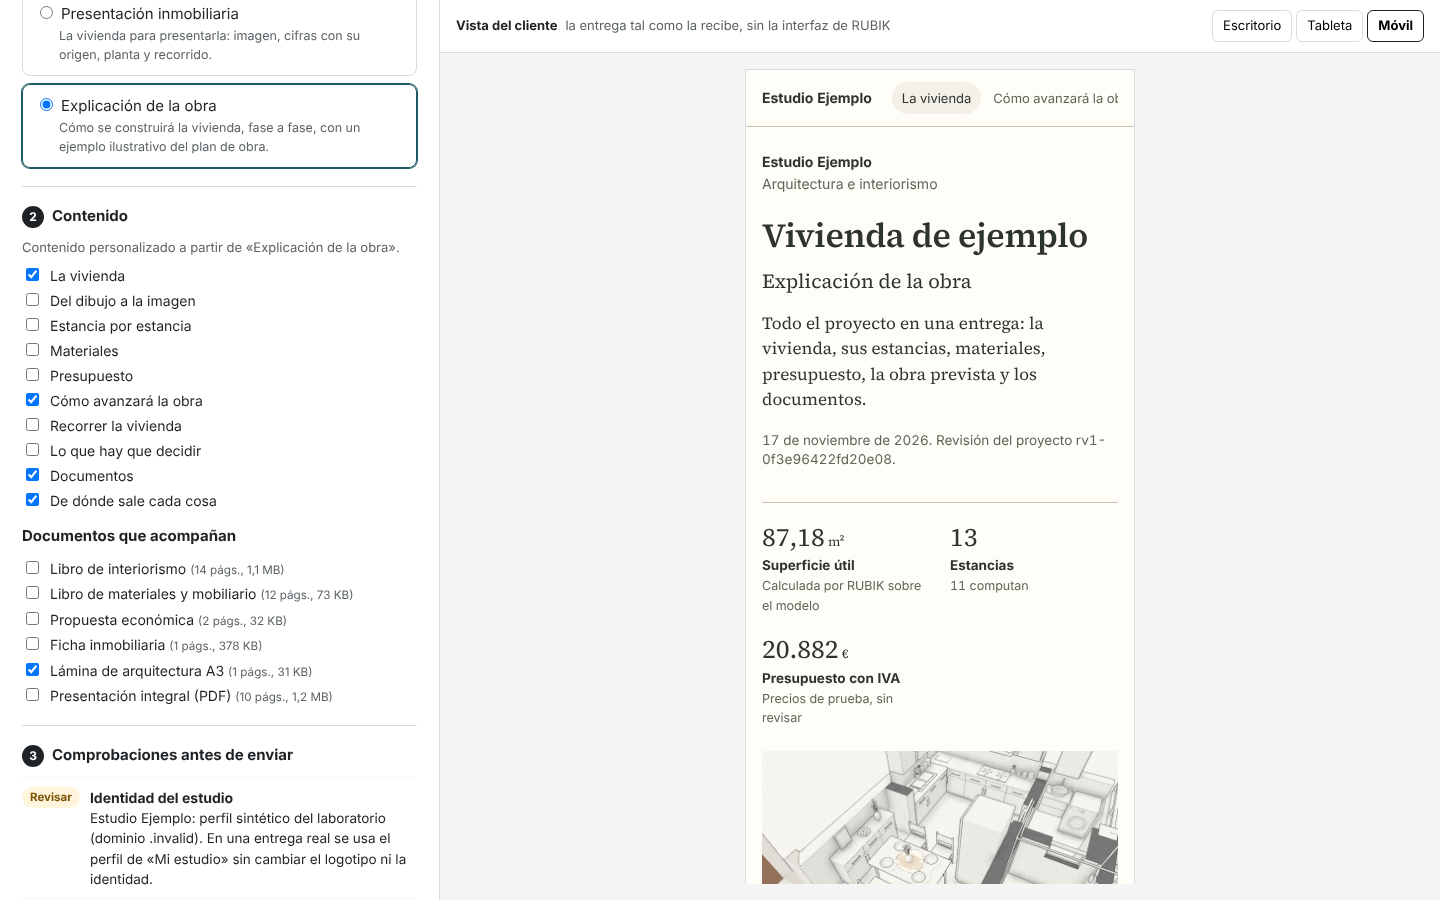 Presentación inmobiliaria
La vivienda para presentarla: imagen, cifras con su
origen, planta y recorrido.
Explicación de la obra
Cómo se construirá la vivienda, fase a fase, con un
ejemplo ilustrativo del plan de obra.
2 Contenido
Contenido personalizado a partir de «Explicación de la obra».
La vivienda
Del dibujo a la imagen
Estancia por estancia
Materiales
Presupuesto
Cómo avanzará la obra
Recorrer la vivienda
Lo que hay que decidir
Documentos
De dónde sale cada cosa
Documentos que acompañan
Libro de interiorismo (14 págs., 1,1 MB)
Libro de materiales y mobiliario (12 págs., 73 KB)
Propuesta económica (2 págs., 32 KB)
Ficha inmobiliaria (1 págs., 378 KB)
Lámina de arquitectura A3 (1 págs., 31 KB)
Presentación integral (PDF) (10 págs., 1,2 MB)
3 Comprobaciones antes de enviar
Revisar Identidad del estudio
Estudio Ejemplo: perfil sintético del laboratorio
(dominio .invalid). En una entrega real se usa el
perfil de «Mi estudio» sin cambiar el logotipo ni la
identidad.
Vista del cliente la entrega tal como la recibe, sin la interfaz de RUBIK
Escritorio Tableta Móvil
Estudio Ejemplo La vivienda Cómo avanzará la
Estudio Ejemplo
Arquitectura e interiorismo
Vivienda de ejemplo
Explicación de la obra
Todo el proyecto en una entrega: la
vivienda, sus estancias, materiales,
presupuesto, la obra prevista y los
documentos.
17 de noviembre de 2026. Revisión del proyecto rv1-
0f3e96422fd20e08.
87,18 m² 13
Superficie útil Estancias
Calculada por RUBIK sobre 11 computan
el modelo
20.882 €
Presupuesto con IVA
Precios de prueba, sin
revisar